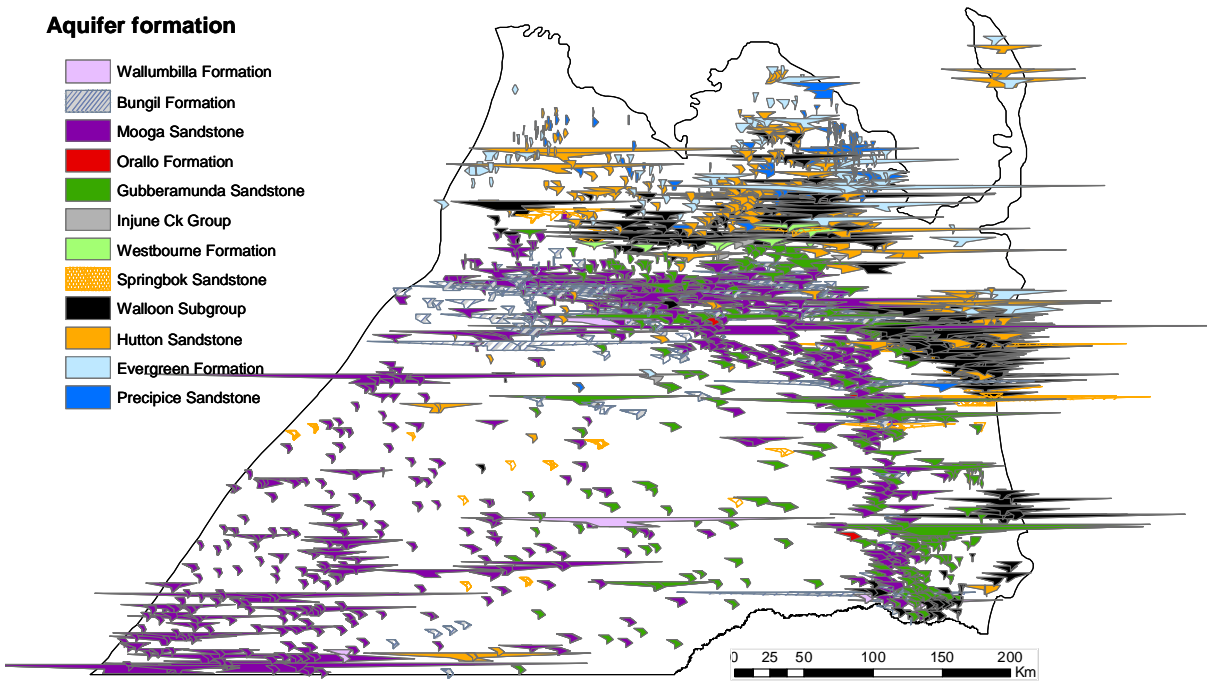 Aquifer formation
Wallumbilla Formation
Bungil Formation
Mooga Sandstone
Orallo Formation
Gubberamunda Sandstone
Injune Ck Group
Westbourne Formation
Springbok Sandstone
Walloon Subgroup
Hutton Sandstone
Evergreen Formation
Precipice Sandstone
0 25 50 100 150 200
Km